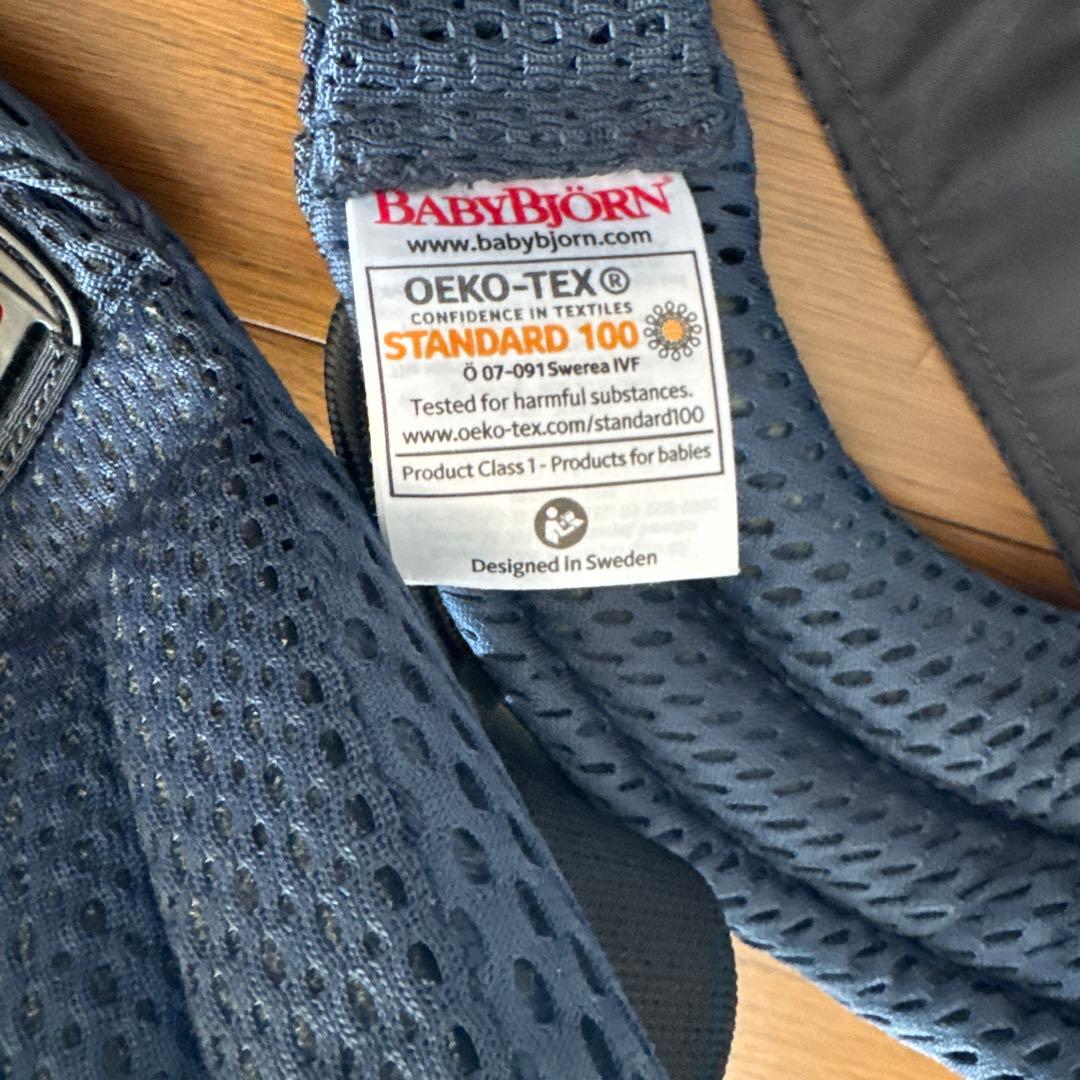 BABYBJÖRN
www.babybjorn.com
OEKO-TEX®
CONFIDENCE IN TEXTILES
STANDARD 100
Ö 07-091 Swerea IVF
Tested for harmful substances.
www.oeko-tex.com/standard100
Product Class 1 - Products for babies
Designed in Sweden